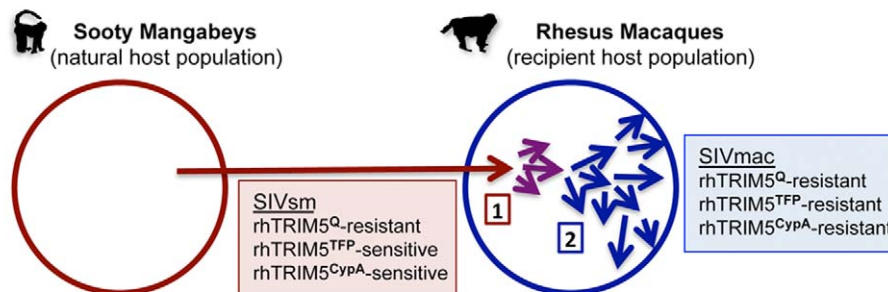 Sooty Mangabeys
(natural host population)
Rhesus Macaques
(recipient host population)
SIVsm
rhTRIM5Q-resistant
rhTRIM5TFP-sensitive
rhTRIM5CypA-sensitive
1
2
SIVmac
rhTRIM5Q-resistant
rhTRIM5TFP-resistant
rhTRIM5CypA-resistant